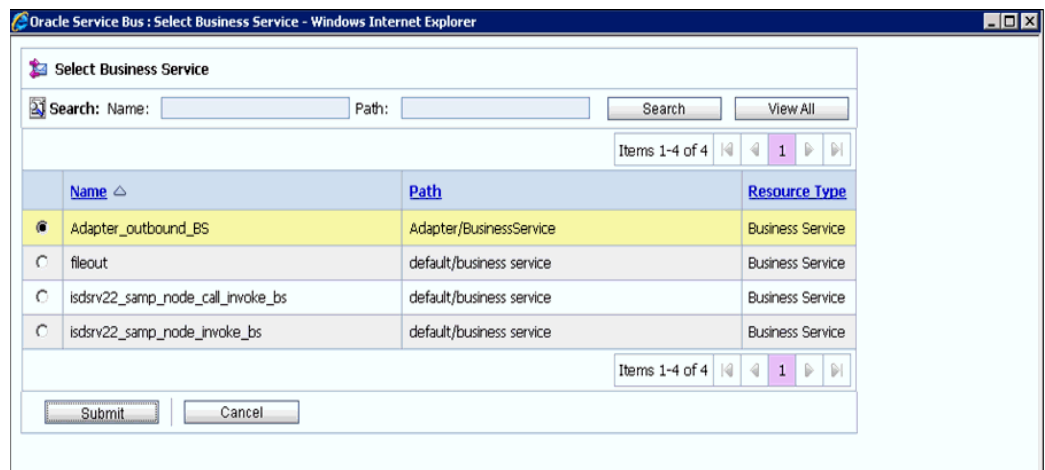 Oracle Service Bus : Select Business Service - Windows Internet Explorer
Select Business Service
Search: Name: Path: Search View All
Items 1-4 of 4 1
Name Path Resource Type
Adapter_outbound_BS Adapter/BusinessService Business Service
fileout default/business service Business Service
isdsrv22_samp_node_call_invoke_bs default/business service Business Service
isdsrv22_samp_node_invoke_bs default/business service Business Service
Items 1-4 of 4 1
Submit Cancel